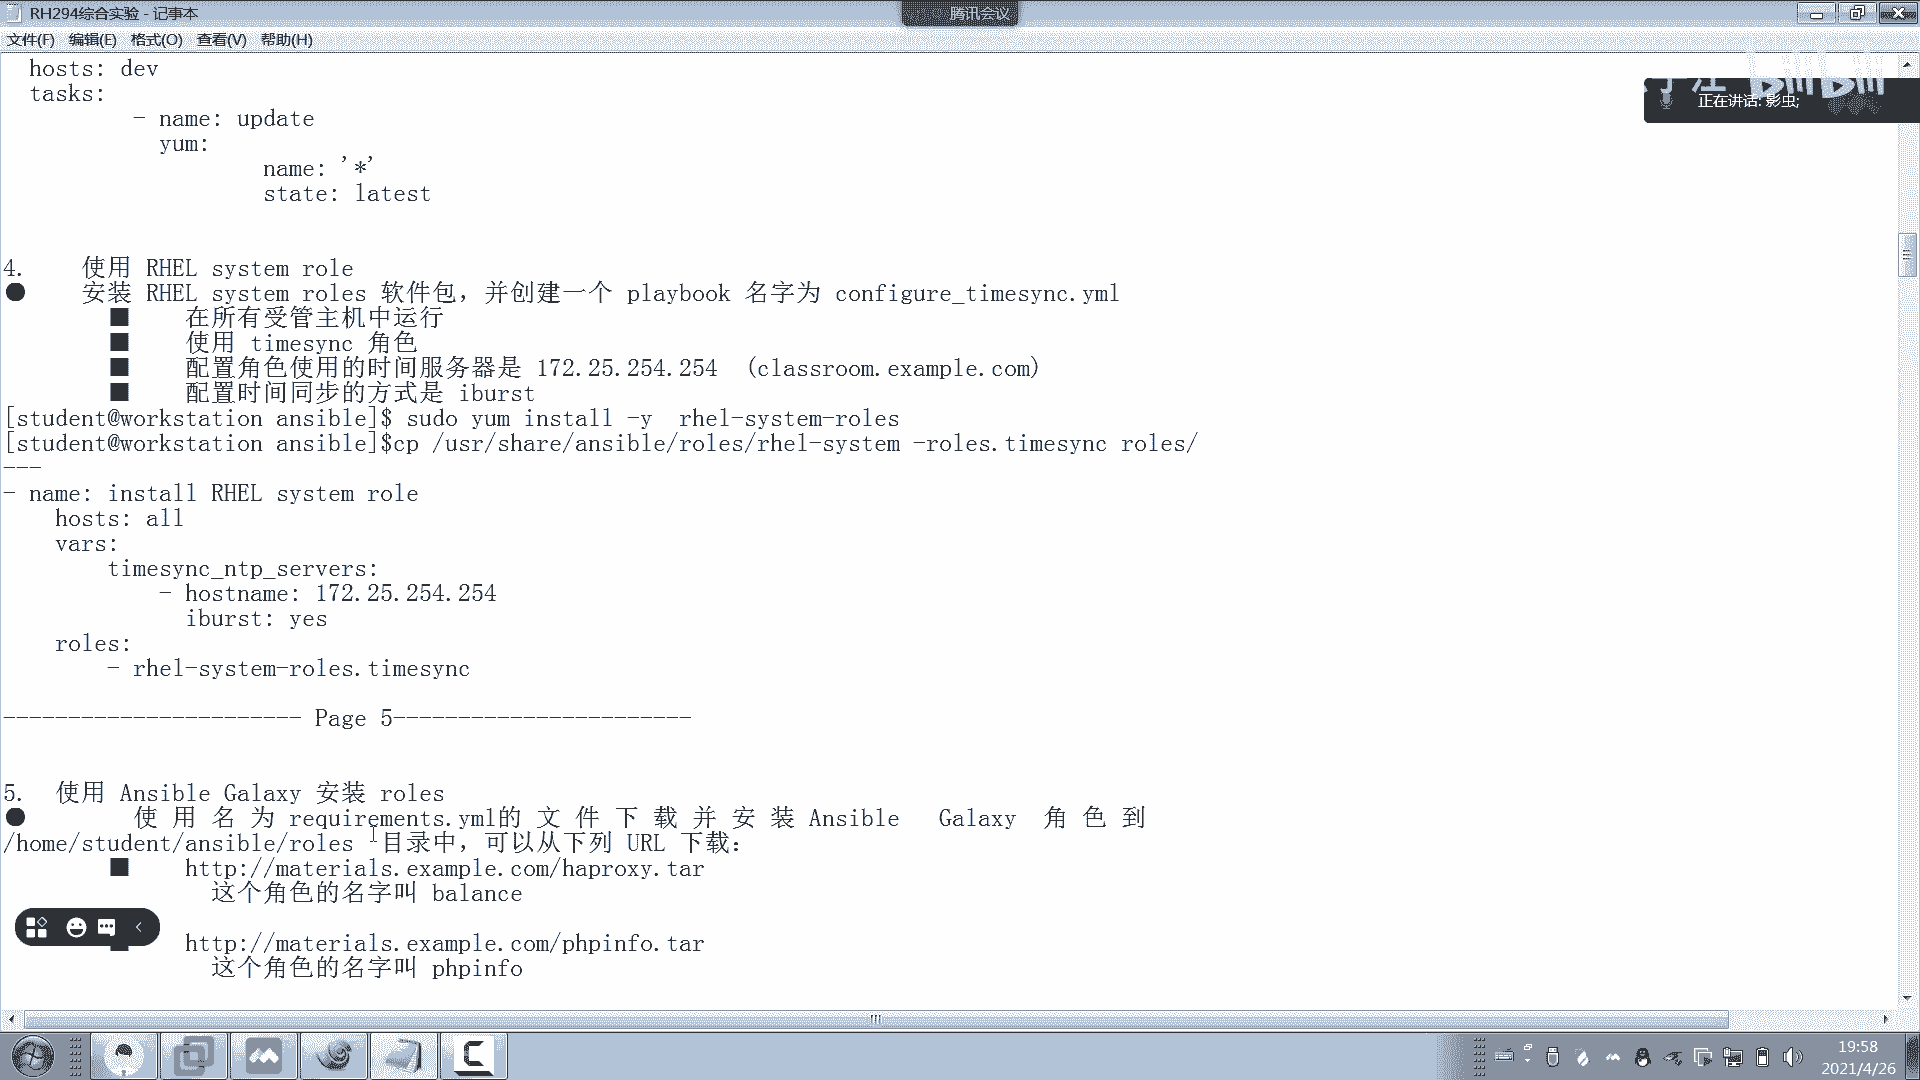 RH294综合实验 - 记事本
腾讯会议
文件(F) 编辑(E) 格式(O) 查看(V) 帮助(H)
bilibili
正在讲话: 影虫;
hosts: dev
tasks:
- name: update
yum:
name: '*'
state: latest
4. 使用 RHEL system role
● 安装 RHEL system roles 软件包，并创建一个 playbook 名字为 configure_timesync.yml
■ 在所有受管主机中运行
■ 使用 timesync 角色
■ 配置角色使用的时间服务器是 172.25.254.254 (classroom.example.com)
■ 配置时间同步的方式是 iburst
[student@workstation ansible]$ sudo yum install -y rhel-system-roles
[student@workstation ansible]$cp /usr/share/ansible/roles/rhel-system -roles.timesync roles/
---
- name: install RHEL system role
hosts: all
vars:
timesync_ntp_servers:
- hostname: 172.25.254.254
iburst: yes
roles:
- rhel-system-roles.timesync
----------------------- Page 5-----------------------
5. 使用 Ansible Galaxy 安装 roles
● 使 用 名 为 requirements.yml的 文 件 下 载 并 安 装 Ansible Galaxy 角 色 到
/home/student/ansible/roles 目录中，可以从下列 URL 下载：
■ http://materials.example.com/haproxy.tar
这个角色的名字叫 balance
■ http://materials.example.com/phpinfo.tar
这个角色的名字叫 phpinfo
19:58
2021/4/26